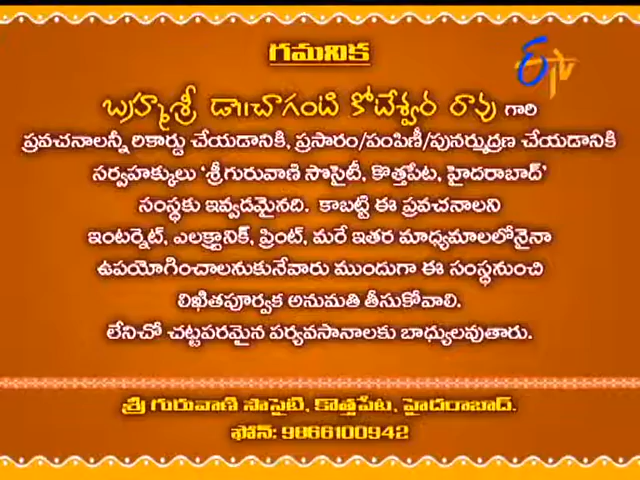 గమనిక
ETV
బ్రహ్మశ్రీ డా॥చాగంటి కోటేశ్వర రావు గారి
ప్రవచనాలన్నీ రికార్డు చేయడానికి, ప్రసారం/పంపిణీ/పునర్ముద్రణ చేయడానికి
సర్వహక్కులు ‘శ్రీగురువాణి సొసైటీ, కొత్తపేట, హైదరాబాద్’
సంస్థకు ఇవ్వడమైనది. కాబట్టి ఈ ప్రవచనాలని
ఇంటర్నెట్, ఎలక్ట్రానిక్, ప్రింట్, మరే ఇతర మాధ్యమాలలోనైనా
ఉపయోగించాలనుకునేవారు ముందుగా ఈ సంస్థనుంచి
లిఖితపూర్వక అనుమతి తీసుకోవాలి.
లేనిచో చట్టపరమైన పర్యవసానాలకు బాధ్యులవుతారు.
శ్రీ గురువాణి సొసైటి, కొత్తపేట, హైదరాబాద్.
ఫోన్: 9866100942